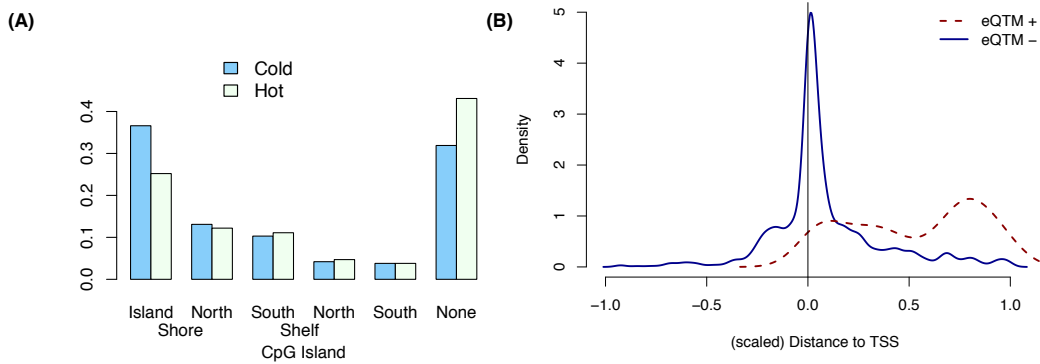 (A)
Cold
Hot
0.4
0.3
0.2
0.1
0.0
Island North South North South None
Shore Shelf
CpG Island
(B)
eQTM +
eQTM −
5
4
3
2
1
0
Density
−1.0 −0.5 0.0 0.5 1.0
(scaled) Distance to TSS